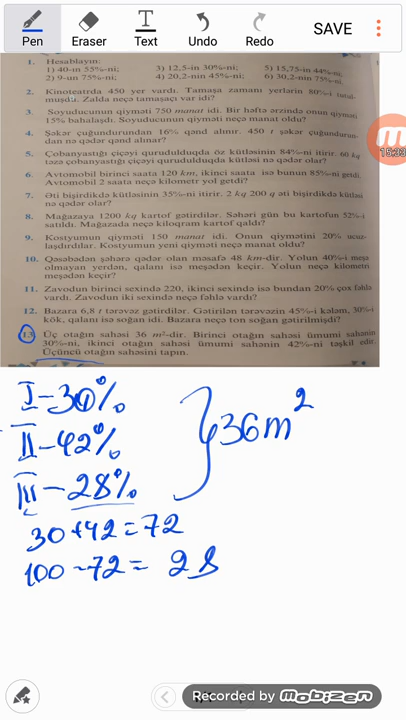 Pen
Eraser
Text
Undo
Redo
SAVE
1. Hesablayın:
1) 40-ın 55%-ni; 3) 12,5-in 30%-ni; 5) 15,75-in 44%-ni;
2) 9-un 75%-ni; 4) 20,2-nin 45%-ni; 6) 30,2-nin 75%-ni.
2. Kinoteatrda 450 yer vardı. Tamaşa zamanı yerlərin 80%-i
muşdu. Zalda neçə tamaşaçı var idi?
3. Soyuducunun qiyməti 750 manat idi. Bir həftə ərzində onun qiyməti
15% bahalaşdı. Soyuducunun qiyməti neçə manat oldu?
4. Şəkər çuğundurundan 16% qənd alınır. 450 t şəkər çuğundurun-
dan nə qədər qənd alınar?
5. Çobanyastığı çiçəyi qurudulduqda öz kütləsinin 84%-ni itirir. 60 kq
təzə çobanyastığı çiçəyi qurudulduqda kütləsi nə qədər olar?
6. Avtomobil birinci saatda 120 km, ikinci saatda isə bunun 85%-ni getdi.
Avtomobil 2 saata neçə kilometr yol getdi?
7. Əti bişirdikdə kütləsinin 35%-ni itirir. 2 kq 200 q əti bişirdikdə kütləsi
nə qədər olar?
8. Mağazaya 1200 kq kartof gətirdilər. Səhəri gün bu kartofun 52%-i
satıldı. Mağazada neçə kiloqram kartof qaldı?
9. Kostyumun qiyməti 150 manat idi. Onun qiymətini 20% ucuz-
laşdırdılar. Kostyumun yeni qiyməti neçə manat oldu?
10. Qəsəbədən şəhərə qədər olan məsafə 48 km-dir. Yolun 40%-i meşə
olmayan yerdən, qalanı isə meşədən keçir. Yolun neçə kilometri
meşədən keçir?
11. Zavodun birinci sexində 220, ikinci sexində isə bundan 20% çox fəhlə
vardı. Zavodun iki sexində neçə fəhlə vardı?
12. Bazara 6,8 t tərəvəz gətirdilər. Gətirilən tərəvəzin 45%-i kələm, 30%-i
kök, qalanı isə soğan idi. Bazara neçə ton soğan gətirilmişdi?
13. Üç otağın sahəsi 36 m²-dir. Birinci otağın sahəsi ümumi sahənin
30%-ni, ikinci otağın sahəsi ümumi sahənin 42%-ni təşkil edir.
Üçüncü otağın sahəsini tapın.
I-30%
II-42%
III-28%
36m²
30+42=72
100-72=28
Recorded by mobizen